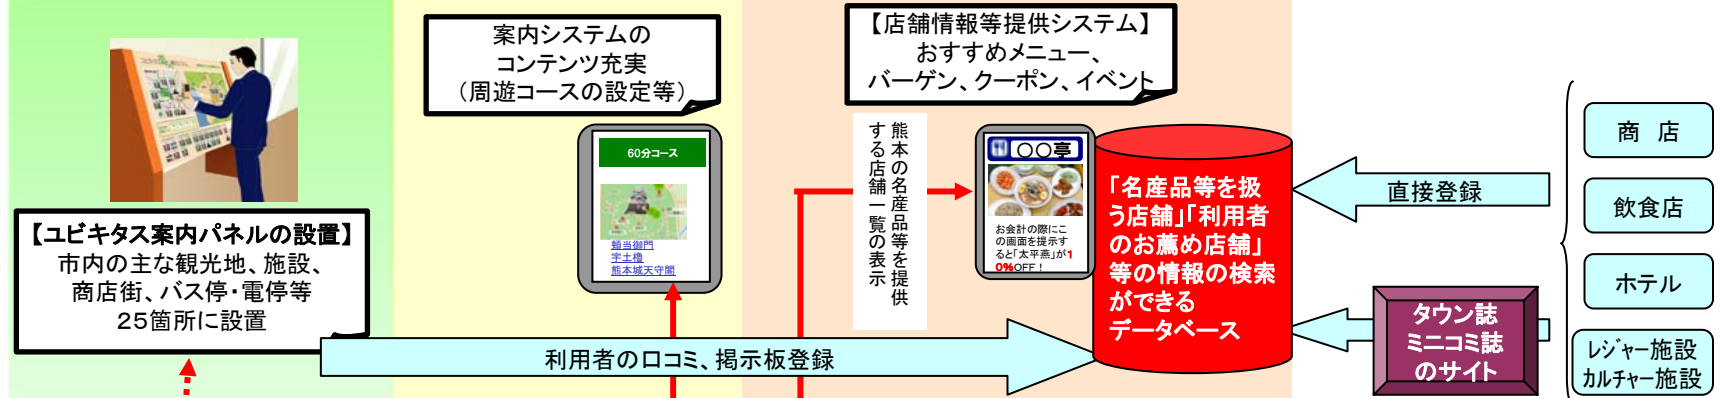 【ユビキタス案内パネルの設置】
市内の主な観光地、施設、
商店街、バス停・電停等
25箇所に設置
案内システムの
コンテンツ充実
（周遊コースの設定等）
60分コース
頬当御門
宇土櫓
熊本城天守閣
【店舗情報等提供システム】
おすすめメニュー、
バーゲン、クーポン、イベント
熊本の名産品等を提供
する店舗一覧の表示
〇〇亭
お会計の際にこ
の画面を提示す
ると「太平燕」が1
0%OFF！
「名産品等を扱
う店舗」「利用者
のお薦め店舗」
等の情報の検索
ができる
データベース
利用者の口コミ、掲示板登録
直接登録
タウン誌
ミニコミ誌
のサイト
商 店
飲食店
ホテル
レジャー施設
カルチャー施設